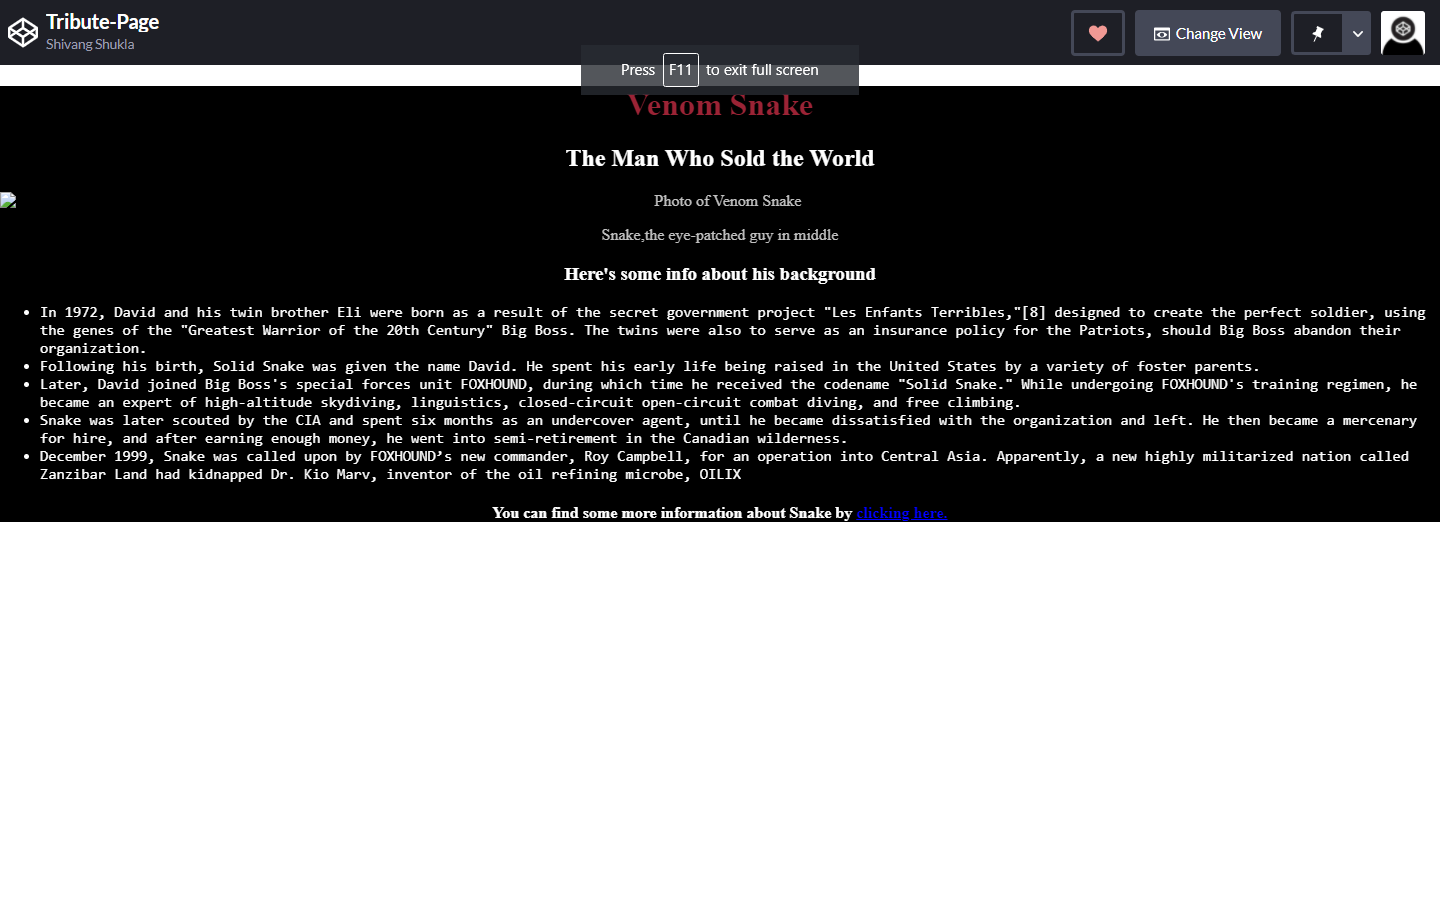 Tribute-Page
Shivang Shukla
Change View
Press F11 to exit full screen
Venom Snake
The Man Who Sold the World
Photo of Venom Snake
Snake,the eye-patched guy in middle
Here's some info about his background
• In 1972, David and his twin brother Eli were born as a result of the secret government project "Les Enfants Terribles,"[8] designed to create the perfect soldier, using
the genes of the "Greatest Warrior of the 20th Century" Big Boss. The twins were also to serve as an insurance policy for the Patriots, should Big Boss abandon their
organization.
• Following his birth, Solid Snake was given the name David. He spent his early life being raised in the United States by a variety of foster parents.
• Later, David joined Big Boss's special forces unit FOXHOUND, during which time he received the codename "Solid Snake." While undergoing FOXHOUND's training regimen, he
became an expert of high-altitude skydiving, linguistics, closed-circuit open-circuit combat diving, and free climbing.
• Snake was later scouted by the CIA and spent six months as an undercover agent, until he became dissatisfied with the organization and left. He then became a mercenary
for hire, and after earning enough money, he went into semi-retirement in the Canadian wilderness.
• December 1999, Snake was called upon by FOXHOUND’s new commander, Roy Campbell, for an operation into Central Asia. Apparently, a new highly militarized nation called
Zanzibar Land had kidnapped Dr. Kio Marv, inventor of the oil refining microbe, OILIX
You can find some more information about Snake by clicking here.